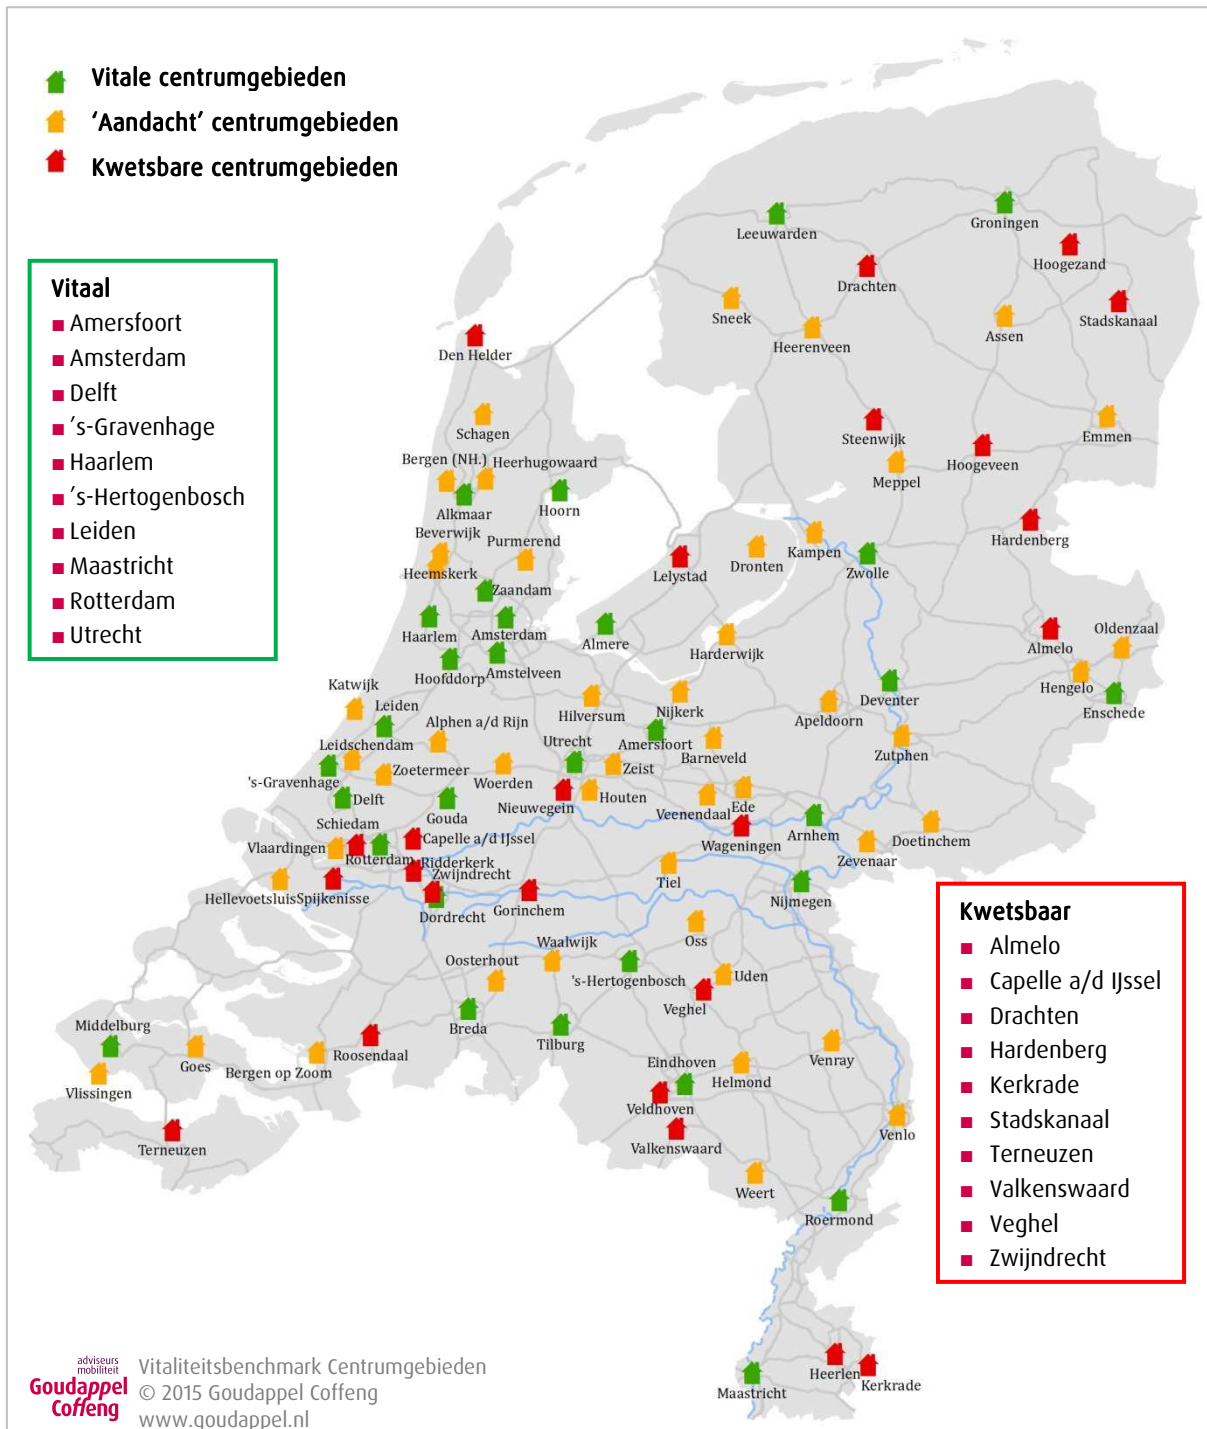 Vitale centrumgebieden
‘Aandacht’ centrumgebieden
Kwetsbare centrumgebieden
Vitaal
Amersfoort
Amsterdam
Delft
’s-Gravenhage
Haarlem
’s-Hertogenbosch
Leiden
Maastricht
Rotterdam
Utrecht
Leeuwarden
Groningen
Hoogezand
Drachten
Stadskanaal
Sneek
Assen
Heerenveen
Den Helder
Schagen
Steenwijk
Emmen
Hoogeveen
Meppel
Bergen (NH.)
Heerhugowaard
Alkmaar
Hoorn
Hardenberg
Beverwijk
Purmerend
Kampen
Dronten
Zwolle
Heemskerk
Lelystad
Zaandam
Haarlem
Amsterdam
Almere
Harderwijk
Almelo
Oldenzaal
Hoofddorp
Amstelveen
Hengelo
Enschede
Deventer
Katwijk
Leiden
Hilversum
Nijkerk
Apeldoorn
Alphen a/d Rijn
Utrecht
Amersfoort
Barneveld
Zutphen
Leidschendam
Zoetermeer
Woerden
Zeist
's-Gravenhage
Delft
Gouda
Nieuwegein
Houten
Veenendaal
Ede
Schiedam
Arnhem
Doetinchem
Vlaardingen
Rotterdam
Capelle a/d IJssel
Wageningen
Zevenaar
Ridderkerk
Zwijndrecht
Tiel
Hellevoetsluis
Spijkenisse
Dordrecht
Gorinchem
Nijmegen
Oss
Waalwijk
Oosterhout
's-Hertogenbosch
Uden
Veghel
Middelburg
Breda
Tilburg
Goes
Bergen op Zoom
Roosendaal
Venray
Vlissingen
Eindhoven
Helmond
Veldhoven
Terneuzen
Valkenswaard
Venlo
Weert
Roermond
Heerlen
Kerkrade
Maastricht
Kwetsbaar
Almelo
Capelle a/d IJssel
Drachten
Hardenberg
Kerkrade
Stadskanaal
Terneuzen
Valkenswaard
Veghel
Zwijndrecht
adviseurs
mobiliteit
Goudappel
Coffeng
Vitaliteitsbenchmark Centrumgebieden
© 2015 Goudappel Coffeng
www.goudappel.nl